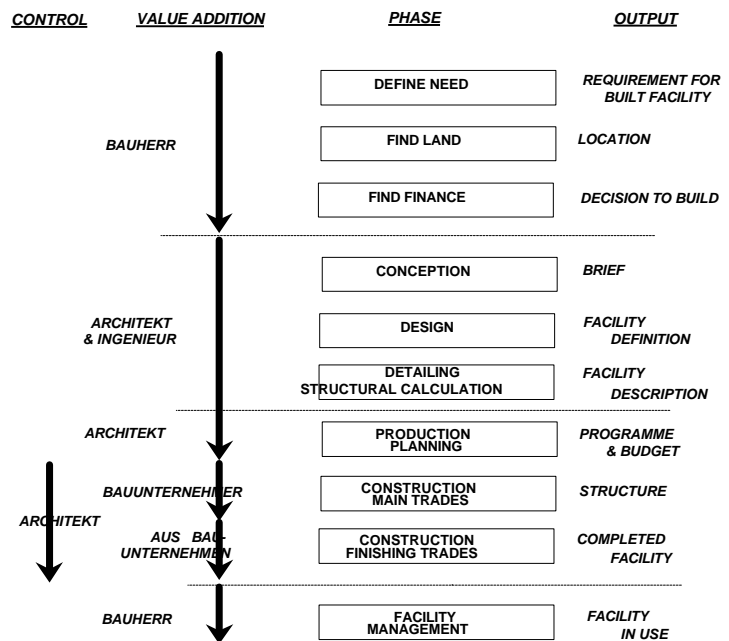 CONTROL VALUE ADDITION PHASE OUTPUT
DEFINE NEED
REQUIREMENT FOR
BUILT FACILITY
BAUHERR
FIND LAND
LOCATION
FIND FINANCE
DECISION TO BUILD
CONCEPTION
BRIEF
ARCHITEKT
& INGENIEUR
DESIGN
FACILITY
DEFINITION
DETAILING
STRUCTURAL CALCULATION
FACILITY
DESCRIPTION
ARCHITEKT
PRODUCTION
PLANNING
PROGRAMME
& BUDGET
BAUUNTERNEHMER
CONSTRUCTION
MAIN TRADES
STRUCTURE
ARCHITEKT
AUS BAU-
UNTERNEHMEN
CONSTRUCTION
FINISHING TRADES
COMPLETED
FACILITY
BAUHERR
FACILITY
MANAGEMENT
FACILITY
IN USE